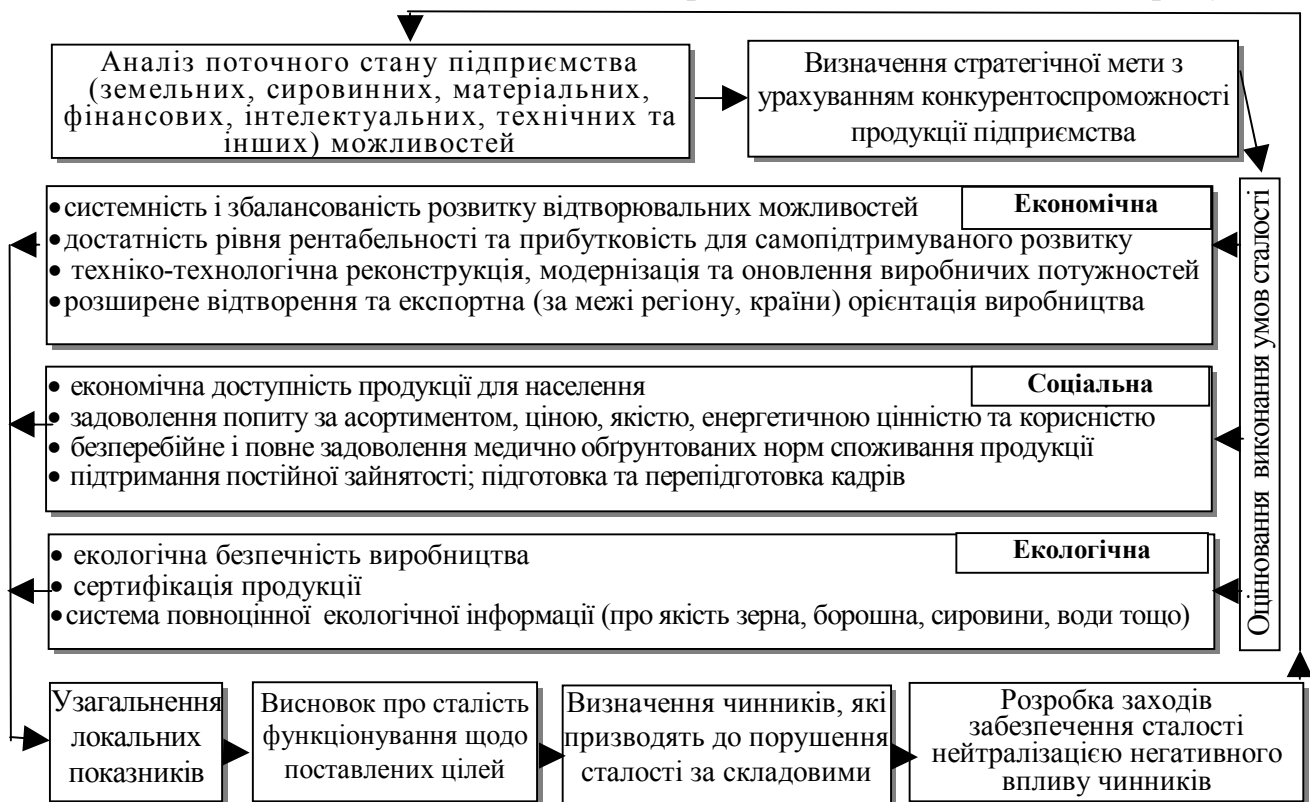 Аналіз поточного стану підприємства
(земельних, сировинних, матеріальних,
фінансових, інтелектуальних, технічних та
інших) можливостей
Визначення стратегічної мети з
урахуванням конкурентоспроможності
продукції підприємства
Оцінювання виконання умов сталості
Економічна
•системність і збалансованість розвитку відтворювальних можливостей
•достатність рівня рентабельності та прибутковість для самопідтримуваного розвитку
• техніко-технологічна реконструкція, модернізація та оновлення виробничих потужностей
•розширене відтворення та експортна (за межі регіону, країни) орієнтація виробництва
Соціальна
• економічна доступність продукції для населення
• задоволення попиту за асортиментом, ціною, якістю, енергетичною цінністю та корисністю
• безперебійне і повне задоволення медично обґрунтованих норм споживання продукції
• підтримання постійної зайнятості; підготовка та перепідготовка кадрів
Екологічна
• екологічна безпечність виробництва
• сертифікація продукції
•система повноцінної екологічної інформації (про якість зерна, борошна, сировини, води тощо)
Узагальнення
локальних
показників
Висновок про сталість
функціонування щодо
поставлених цілей
Визначення чинників, які
призводять до порушення
сталості за складовими
Розробка заходів
забезпечення сталості
нейтралізацією негативного
впливу чинників